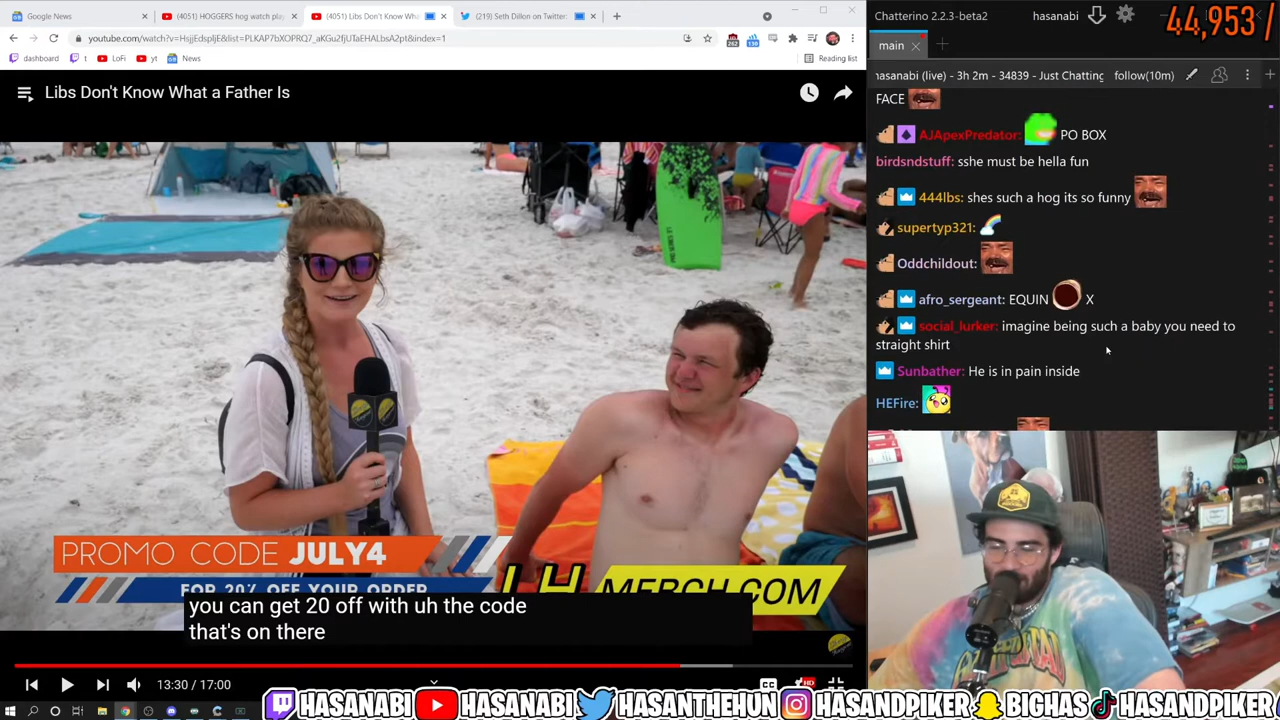 Google News
(4051) HOGGERS hog watch play
(4051) Libs Don't Know Wha
(219) Seth Dillon on Twitter:
youtube.com/watch?v=HsjjEdspljE&list=PLKAP7bXOPRQ7_aKGu2fjUTaEHALbsA2pt&index=1
dashboard
t
LoFi
yt
News
Reading list
Libs Don't Know What a Father Is
PROMO CODE JULY4
FOR 20% OFF YOUR ORDER
LH MERCH.COM
you can get 20 off with uh the code
that's on there
13:30 / 17:00
HD
Chatterino 2.2.3-beta2
hasanabi
44,953 /
main
hasanabi (live) - 3h 2m - 34839 - Just Chatting
follow(10m)
FACE
AJApexPredator: PO BOX
birdsndstuff: sshe must be hella fun
444lbs: shes such a hog its so funny
supertyp321:
Oddchildout:
afro_sergeant: EQUIN X
social_lurker: imagine being such a baby you need to
straight shirt
Sunbather: He is in pain inside
HEFire:
HASANABI HASANABI HASANTHEHUN HASANDPIKER BIGHAS HASANDPIKER